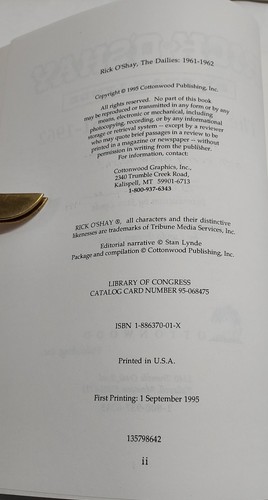 Rick O'Shay, The Dailies: 1961-1962
Copyright © 1995 Cottonwood Publishing, Inc.
All rights reserved. No part of this book
may be reproduced or transmitted in any form or by any
means, electronic or mechanical, including
photocopying, recording, or by any informational
storage or retrieval system -- except by a reviewer
who may quote brief passages in a review to be
printed in a magazine or newspaper -- without
permission in writing from the publisher.
For information, contact:
Cottonwood Graphics, Inc.,
2340 Trumble Creek Road,
Kalispell, MT 59901-6713
1-800-937-6343
RICK O'SHAY ®, all characters and their distinctive
likenesses are trademarks of Tribune Media Services, Inc.
Editorial narrative © Stan Lynde
Package and compilation © Cottonwood Publishing, Inc.
LIBRARY OF CONGRESS
CATALOG CARD NUMBER 95-068475
ISBN 1-886370-01-X
Printed in U.S.A.
First Printing: 1 September 1995
135798642
ii